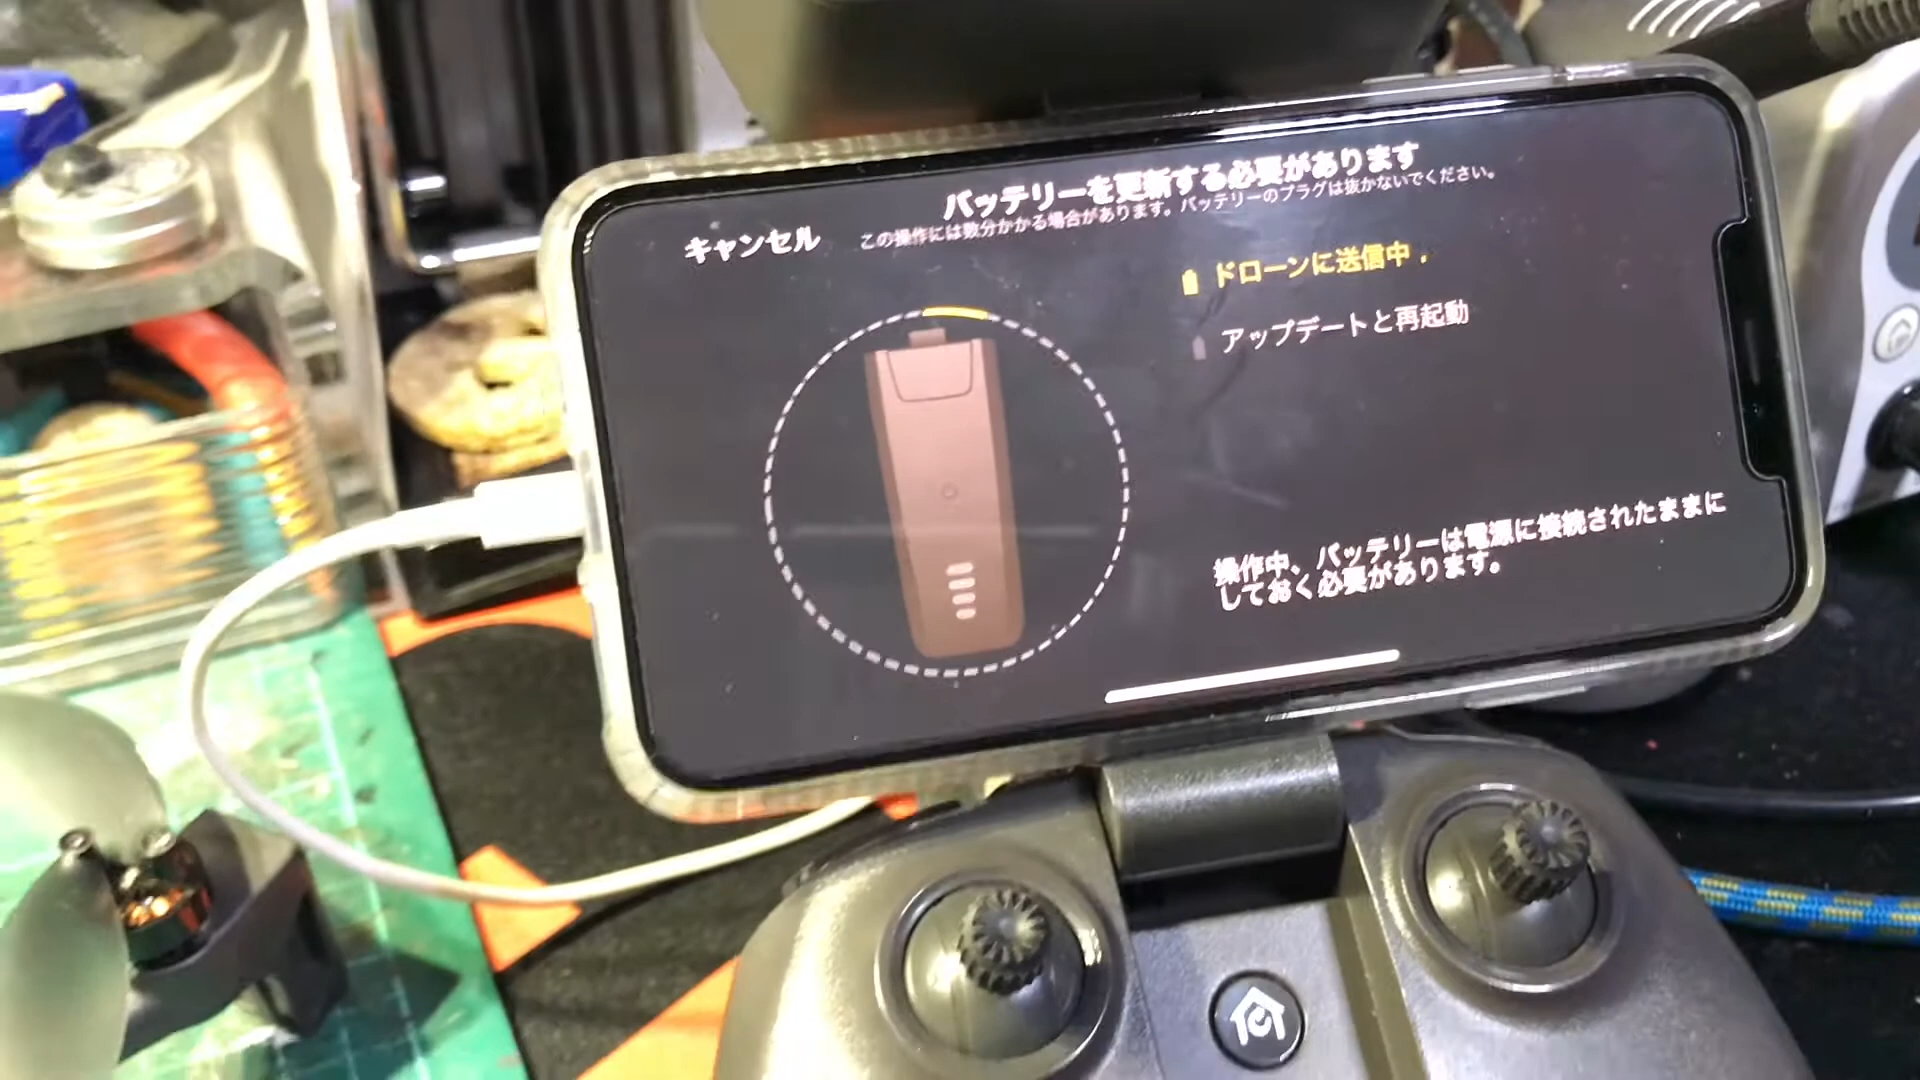 バッテリーを更新する必要があります
キャンセル
この操作には数分かかる場合があります。バッテリーのプラグは抜かないでください。
ドローンに送信中 .
アップデートと再起動
操作中、バッテリーは電源に接続されたままに
しておく必要があります。